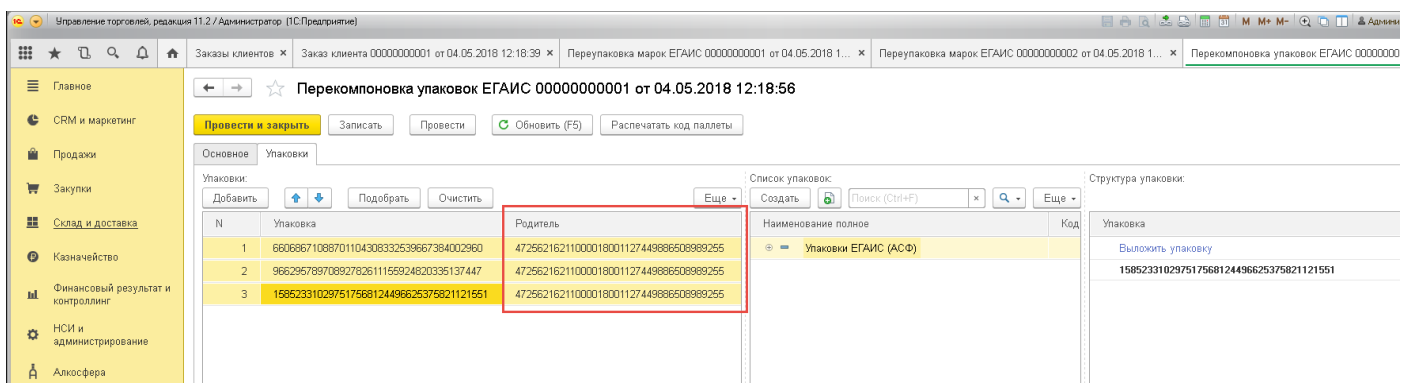 Управление торговлей, редакция 11.2 / Администратор (1С:Предприятие)
M M+ M-
Заказы клиентов × Заказ клиента 00000000001 от 04.05.2018 12:18:39 × Переупаковка марок ЕГАИС 00000000001 от 04.05.2018 1... × Переупаковка марок ЕГАИС 00000000002 от 04.05.2018 1... × Перекомпоновка упаковок ЕГАИС 00000000
Главное
CRM и маркетинг
Продажи
Закупки
Склад и доставка
Казначейство
Финансовый результат и
контроллинг
НСИ и
администрирование
Алкосфера
Перекомпоновка упаковок ЕГАИС 00000000001 от 04.05.2018 12:18:56
Провести и закрыть Записать Провести Обновить (F5) Распечатать код паллеты
Основное Упаковки
Упаковки:
Добавить Подобрать Очистить Еще
N Упаковка Родитель
1 66068671088701104308332539667384002960 47256216211000018001127449886508989255
2 96629578970892782611155924820335137447 47256216211000018001127449886508989255
3 15852331029751756812449662537582112155​1 47256216211000018001127449886508989255
Список упаковок:
Создать Поиск (Ctrl+F) × Еще
Наименование полное Код
Упаковки ЕГАИС (АСФ)
Структура упаковки:
Упаковка
Выложить упаковку
158523310297517568124496625375821121551